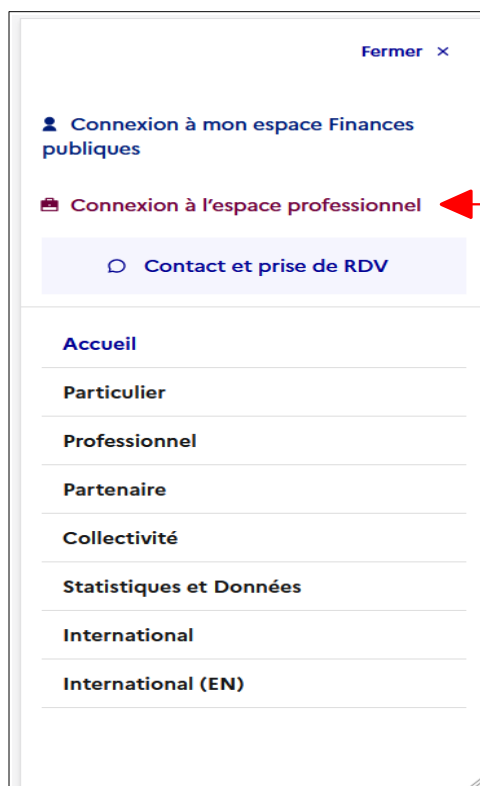 Fermer ×
Connexion à mon espace Finances
publiques
Connexion à l'espace professionnel
Contact et prise de RDV
Accueil
Particulier
Professionnel
Partenaire
Collectivité
Statistiques et Données
International
International (EN)